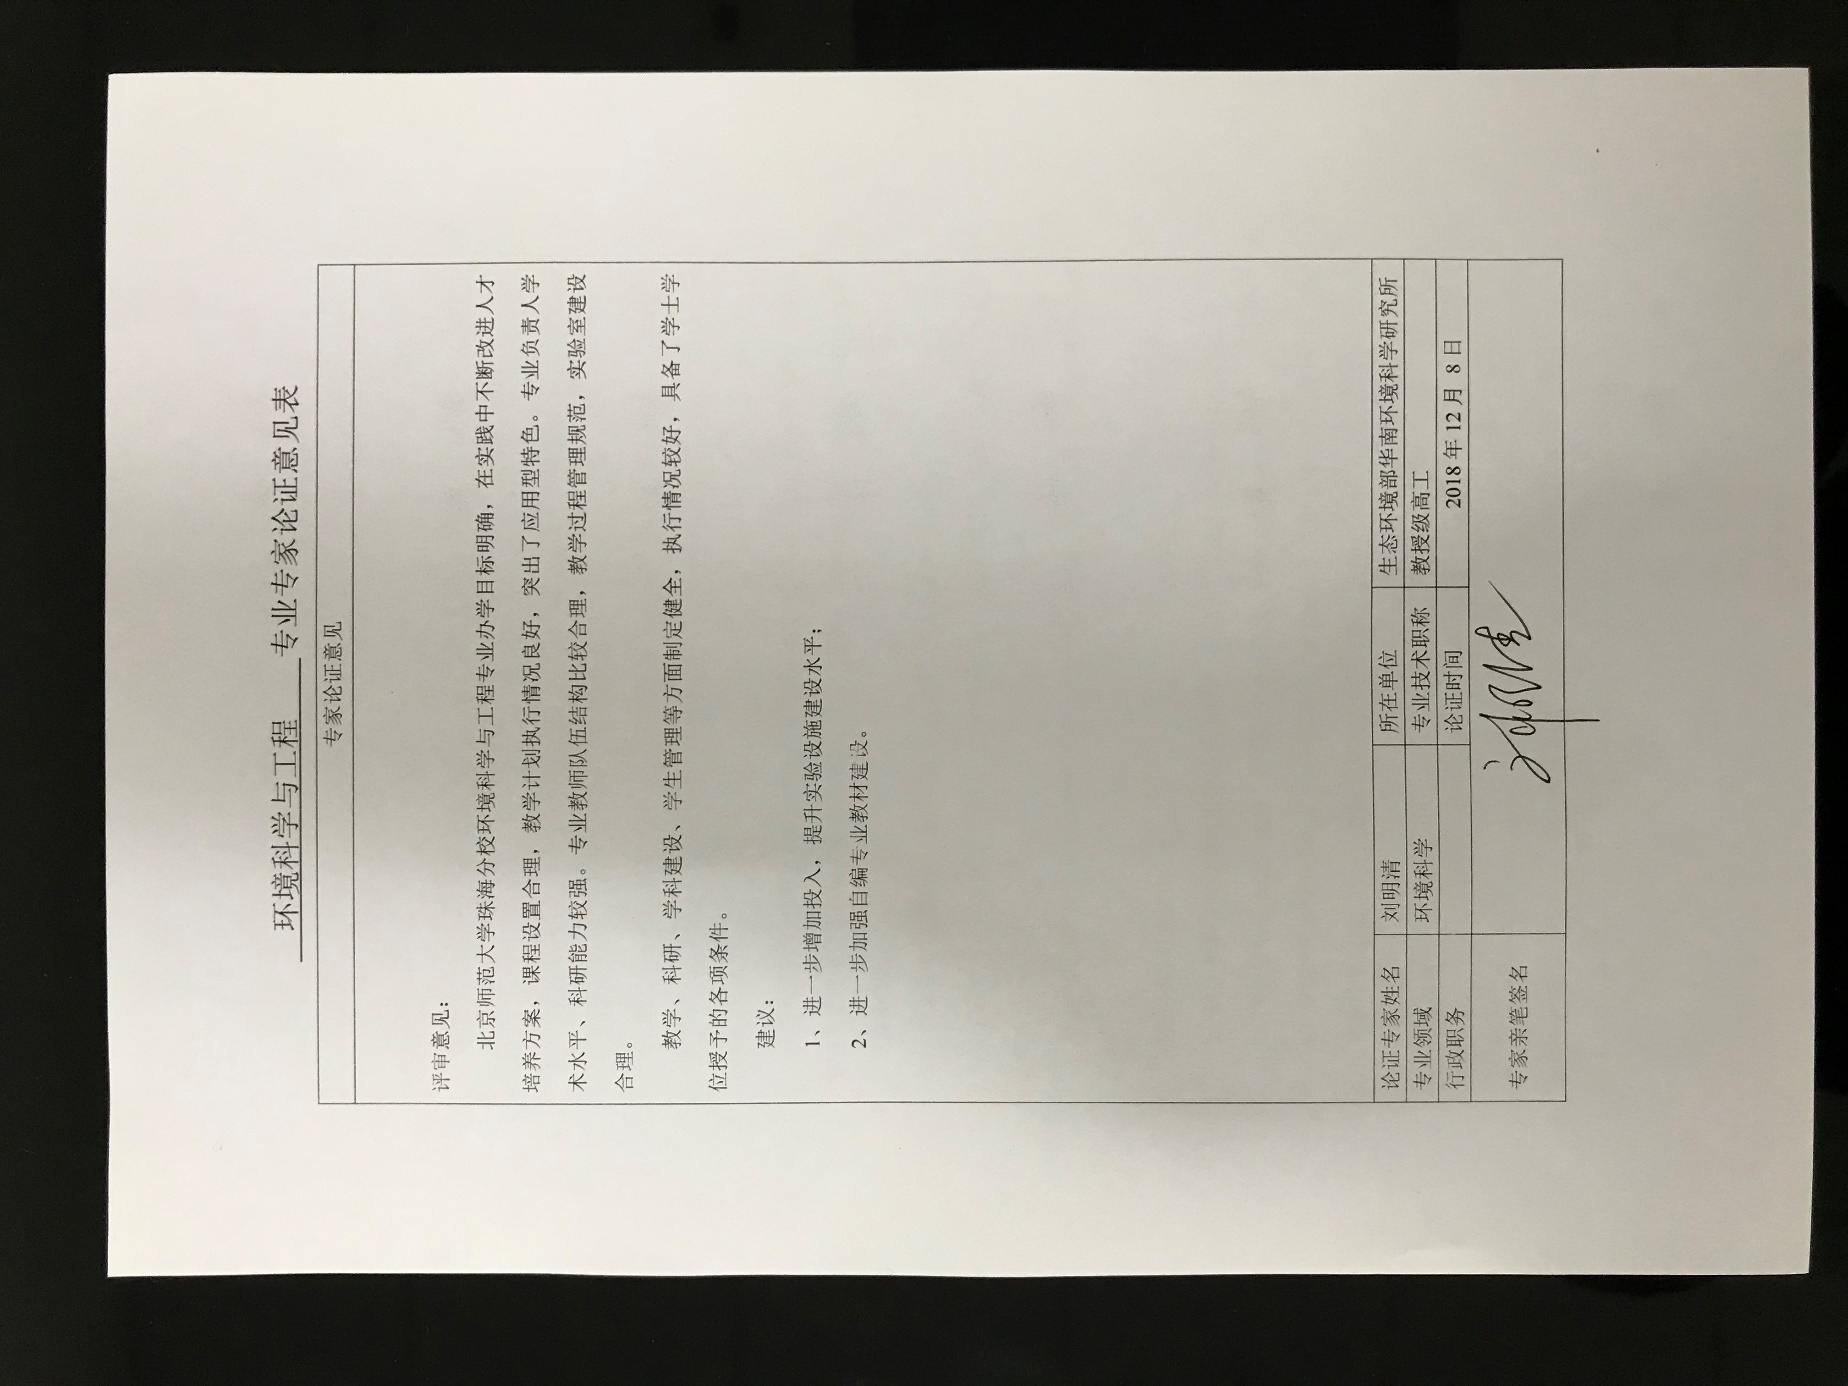 环境科学与工程 专业专家论证意见表
专家论证意见
评审意见：
北京师范大学珠海分校环境科学与工程专业办学目标明确，在实践中不断改进人才
培养方案，课程设置合理，教学计划执行情况良好，突出了应用型特色。专业负责人学
术水平、科研能力较强。专业教师队伍结构比较合理，教学过程管理规范，实验室建设
合理。
教学、科研、学科建设、学生管理等方面制定健全，执行情况较好，具备了学士学
位授予的各项条件。
建议：
1、进一步增加投入，提升实验设施建设水平；
2、进一步加强自编专业教材建设。
论证专家姓名 刘明清 所在单位 生态环境部华南环境科学研究所
专业领域 环境科学 专业技术职称 教授级高工
行政职务 论证时间 2018 年 12 月 8 日
专家亲笔签名 刘明清